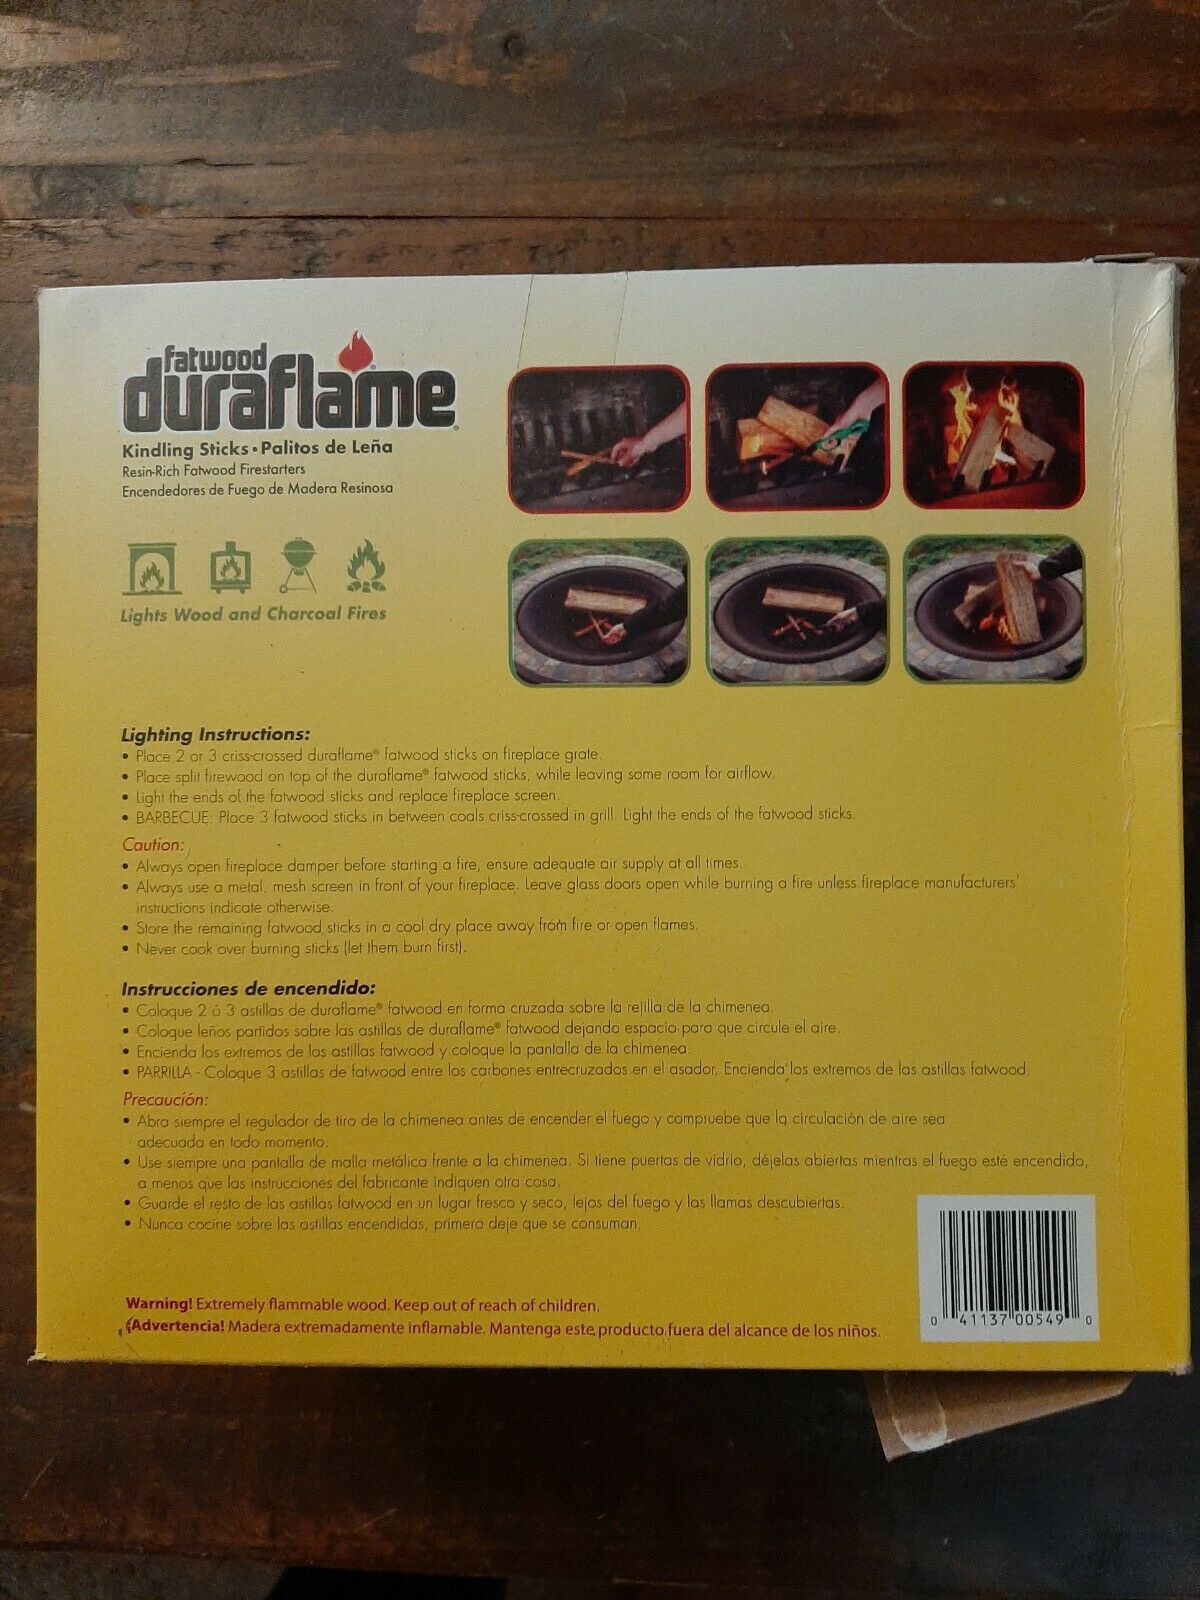 fatwood
duraflame®
Kindling Sticks • Palitos de Leña
Resin-Rich Fatwood Firestarters
Encendedores de Fuego de Madera Resinosa
Lights Wood and Charcoal Fires
Lighting Instructions:
• Place 2 or 3 criss-crossed duraflame® fatwood sticks on fireplace grate.
• Place split firewood on top of the duraflame® fatwood sticks, while leaving some room for airflow.
• Light the ends of the fatwood sticks and replace fireplace screen.
• BARBECUE: Place 3 fatwood sticks in between coals criss-crossed in grill. Light the ends of the fatwood sticks.
Caution:
• Always open fireplace damper before starting a fire, ensure adequate air supply at all times.
• Always use a metal, mesh screen in front of your fireplace. Leave glass doors open while burning a fire unless fireplace manufacturers'
instructions indicate otherwise.
• Store the remaining fatwood sticks in a cool dry place away from fire or open flames.
• Never cook over burning sticks (let them burn first).
Instrucciones de encendido:
• Coloque 2 ó 3 astillas de duraflame® fatwood en forma cruzada sobre la rejilla de la chimenea.
• Coloque leños partidos sobre las astillas de duraflame® fatwood dejando espacio para que circule el aire.
• Encienda los extremos de las astillas fatwood y coloque la pantalla de la chimenea.
• PARRILLA - Coloque 3 astillas de fatwood entre los carbones entrecruzados en el asador. Encienda los extremos de las astillas fatwood.
Precaución:
• Abra siempre el regulador de tiro de la chimenea antes de encender el fuego y compruebe que la circulación de aire sea
adecuada en todo momento.
• Use siempre una pantalla de malla metálica frente a la chimenea. Si tiene puertas de vidrio, déjelas abiertas mientras el fuego esté encendido,
a menos que las instrucciones del fabricante indiquen otra cosa.
• Guarde el resto de las astillas fatwood en un lugar fresco y seco, lejos del fuego y las llamas descubiertas.
• Nunca cocine sobre las astillas encendidas, primero deje que se consuman.
Warning! Extremely flammable wood. Keep out of reach of children.
¡Advertencia! Madera extremadamente inflamable. Mantenga este producto fuera del alcance de los niños.
0 41137 00549 0